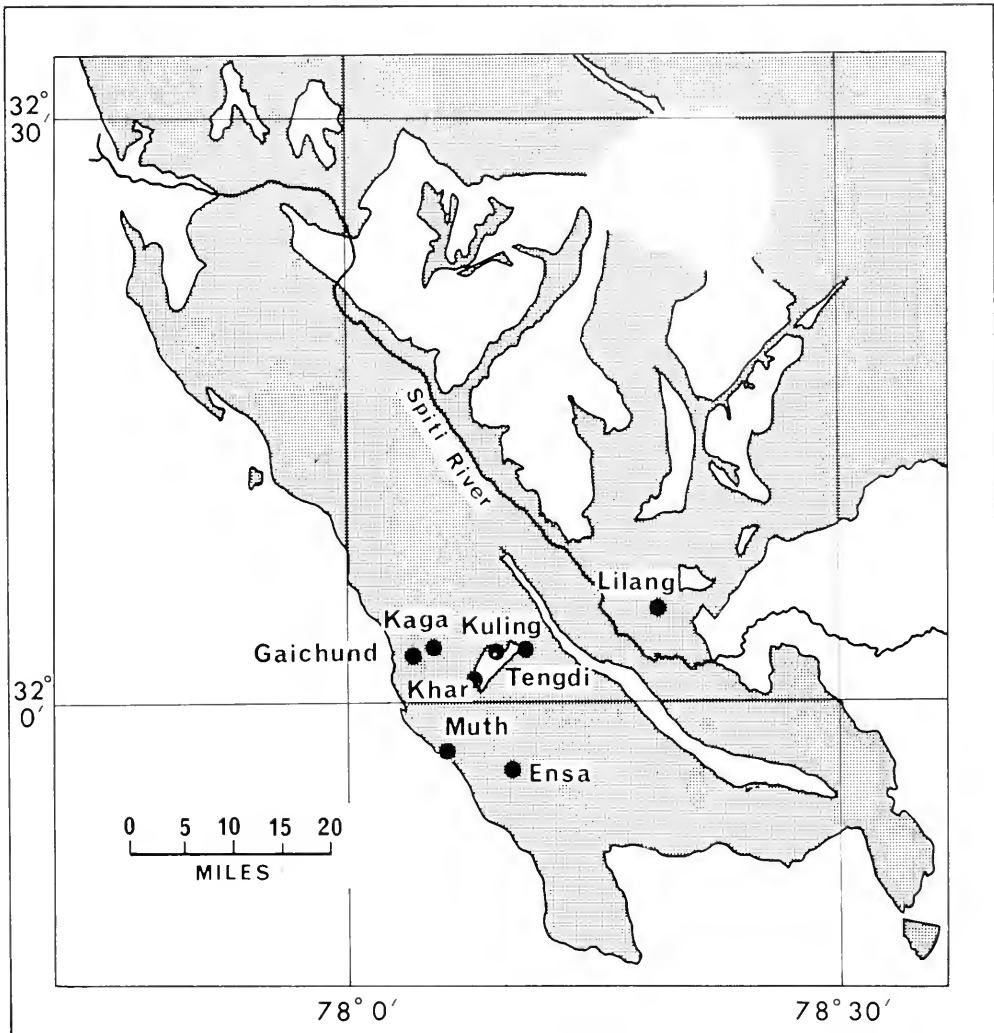 32°
30′
Spiti River
Lilang
Kaga
Kuling
Gaichund
Khar
Tengdi
32°
0′
Muth
Ensa
0 5 10 15 20
MILES
78° 0′
78° 30′